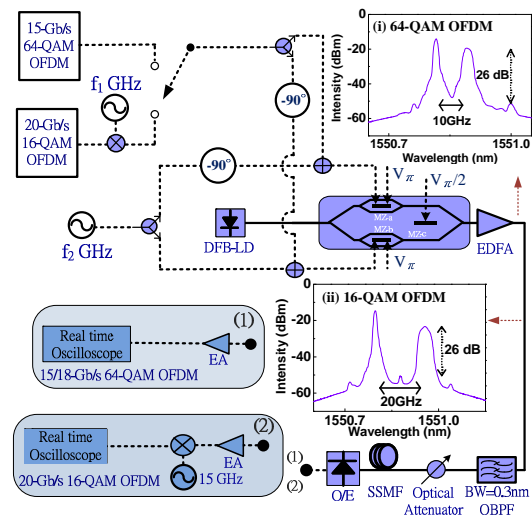 15-Gb/s
64-QAM
OFDM
f1 GHz
20-Gb/s
16-QAM
OFDM
-90°
-90°
f2 GHz
DFB-LD
Vπ
Vπ/2
MZ-a
MZ-b
MZ-c
Vπ
EDFA
(i) 64-QAM OFDM
Intensity (dBm)
0
-20
-40
-60
26 dB
10GHz
1550.7
1551.0
Wavelength (nm)
(ii) 16-QAM OFDM
Intensity (dBm)
0
-20
-40
-60
26 dB
20GHz
1550.7
1551.0
Wavelength (nm)
(1)
Real time
Oscilloscope
EA
15/18-Gb/s 64-QAM OFDM
(2)
Real time
Oscilloscope
EA
15 GHz
20-Gb/s 16-QAM OFDM
(1)
(2)
O/E
SSMF
Optical
Attenuator
BW=0.3nm
OBPF